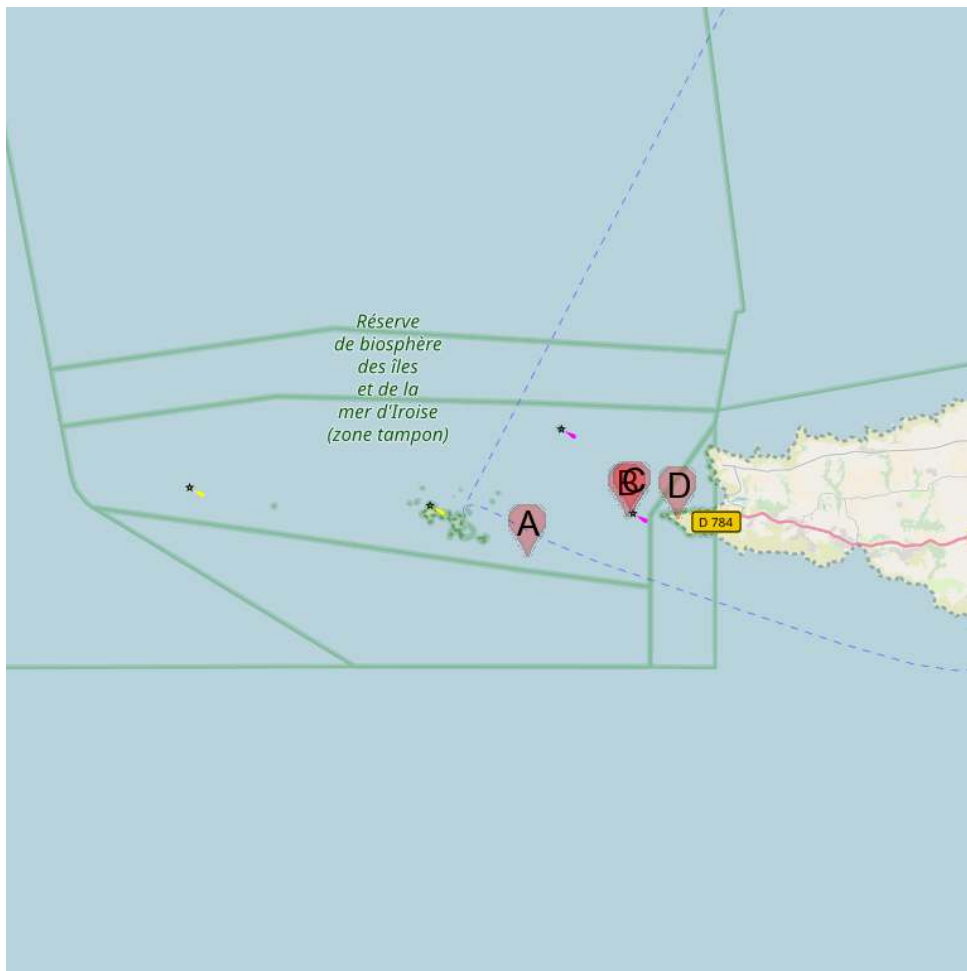 Réserve
de biosphère
des îles
et de la
mer d'Iroise
(zone tampon)
A
B
C
D
D 784